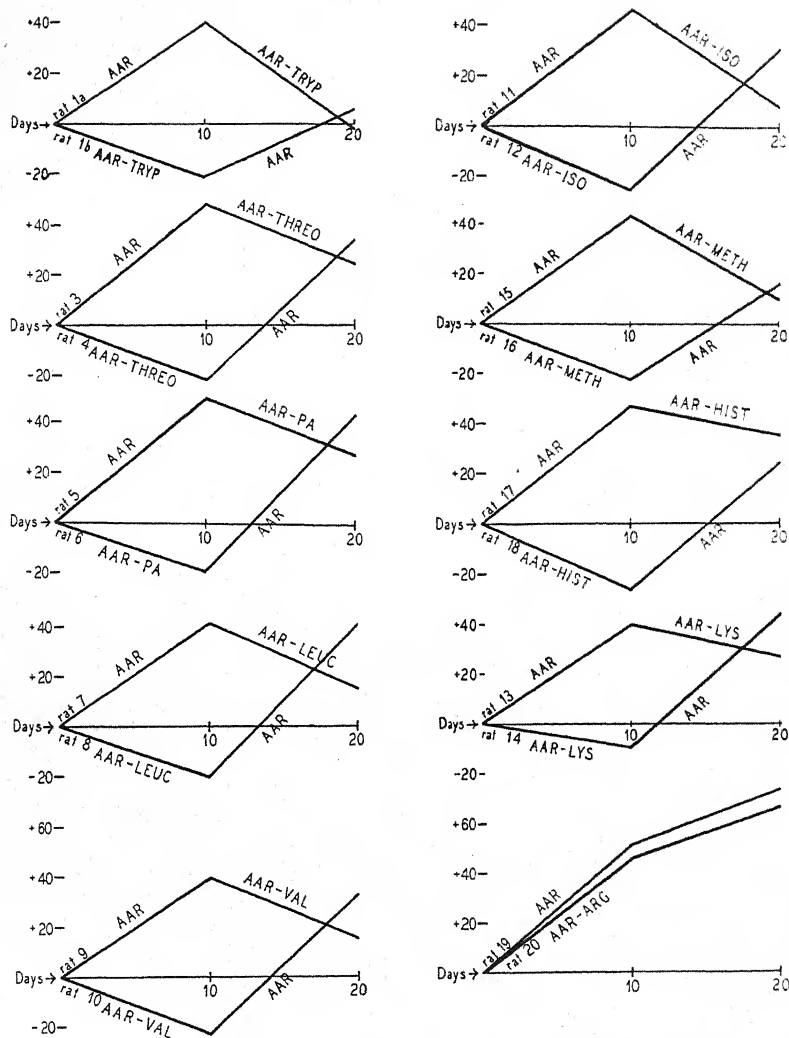 +40
+20
Days→
-20
10
20
rat 1a
AAR
AAR-TRYP
rat 1b AAR-TRYP
AAR
+40
+20
Days→
-20
10
20
rat 3
AAR
AAR-THREO
rat 4 AAR-THREO
AAR
+40
+20
Days→
-20
10
20
rat 5
AAR
AAR-PA
rat 6
AAR-PA
AAR
+40
+20
Days→
-20
10
20
rat 7
AAR
AAR-LEUC
rat 8 AAR-LEUC
AAR
+60
+40
+20
Days→
-20
10
20
rat 9
AAR
AAR-VAL
rat 10 AAR-VAL
AAR
+40
+20
Days→
-20
10
20
rat 11
AAR
AAR-ISO
rat 12 AAR-ISO
AAR
+40
+20
Days→
-20
10
20
rat 15
AAR
AAR-METH
rat 16 AAR-METH
AAR
+40
+20
Days→
-20
10
20
rat 17
AAR
AAR-HIST
rat 18 AAR-HIST
AAR
+40
+20
Days→
-20
10
20
rat 13
AAR
AAR-LYS
rat 14 AAR-LYS
AAR
+60
+40
+20
Days→
10
20
rat 19
AAR
rat 20 AAR-ARG